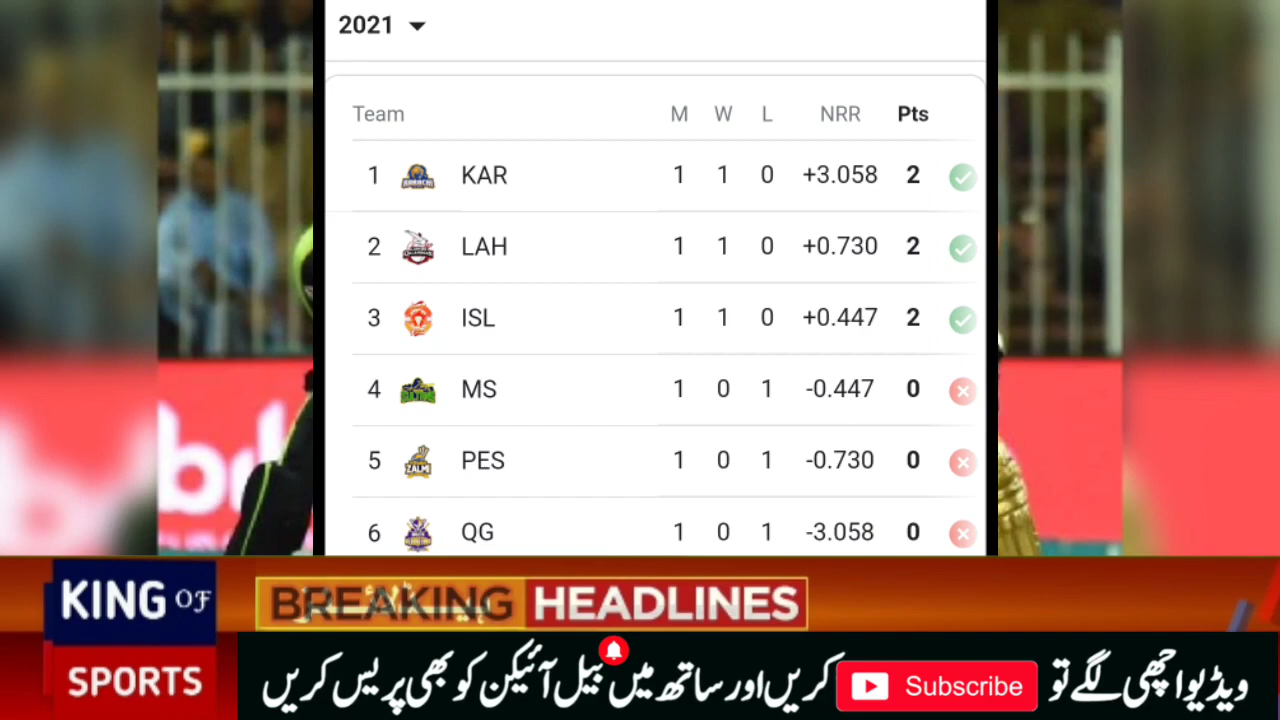 2021
Team M W L NRR Pts
1 KAR 1 1 0 +3.058 2
2 LAH 1 1 0 +0.730 2
3 ISL 1 1 0 +0.447 2
4 MS 1 0 1 -0.447 0
5 PES 1 0 1 -0.730 0
6 QG 1 0 1 -3.058 0
KING OF
SPORTS
BREAKING HEADLINES
ویڈیو اچھی لگے تو Subscribe کریں اور ساتھ میں بیل آئیکن کو بھی پریس کریں